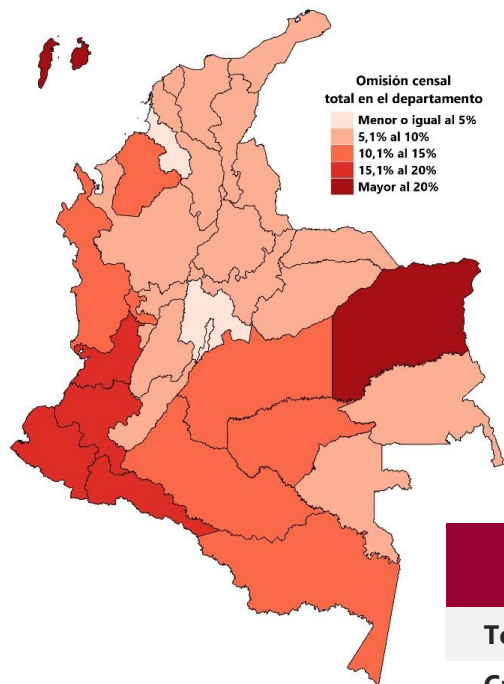 Omisión censal
total en el departamento
Menor o igual al 5%
5,1% al 10%
10,1% al 15%
15,1% al 20%
Mayor al 20%